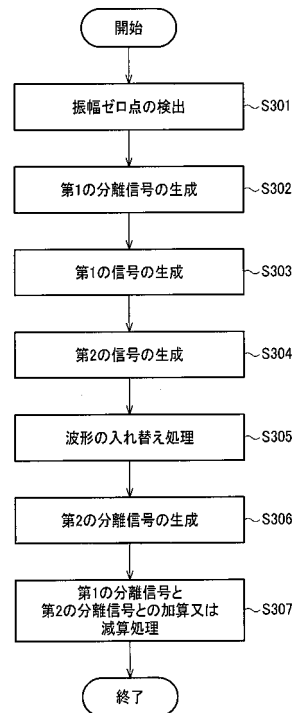 開始
振幅ゼロ点の検出
S301
第1の分離信号の生成
S302
第1の信号の生成
S303
第2の信号の生成
S304
波形の入れ替え処理
S305
第2の分離信号の生成
S306
第1の分離信号と
第2の分離信号との加算又は
減算処理
S307
終了